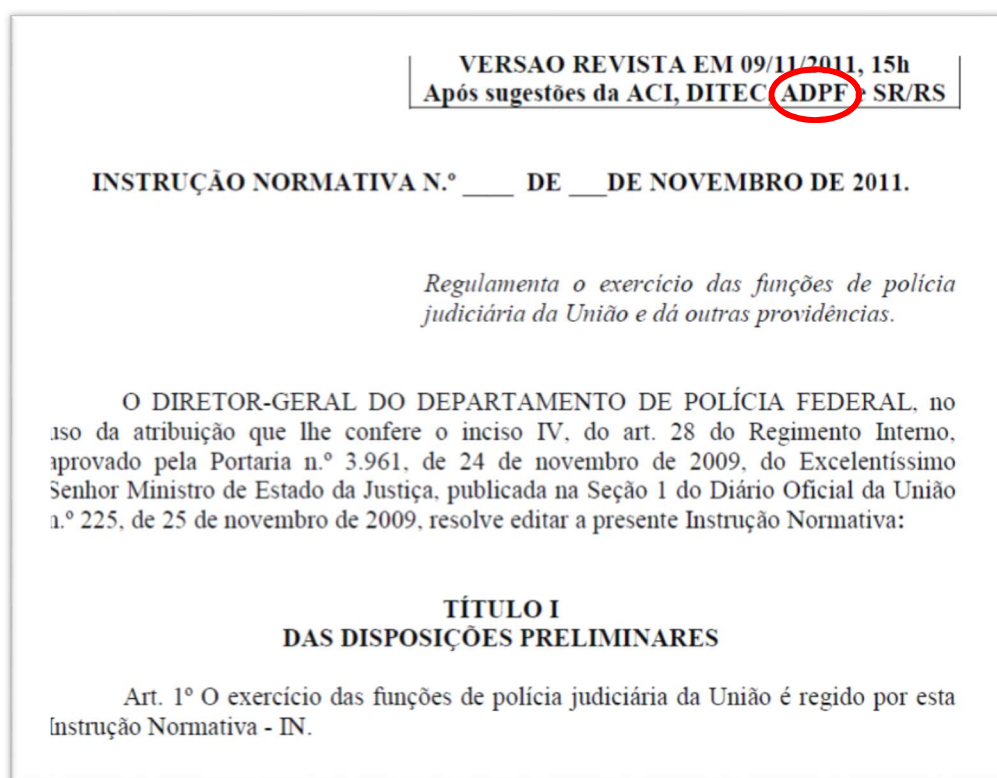 VERSAO REVISTA EM 09/11/2011, 15h
Após sugestões da ACI, DITEC, ADPF e SR/RS
INSTRUÇÃO NORMATIVA N.º ____ DE ___DE NOVEMBRO DE 2011.
Regulamenta o exercício das funções de polícia
judiciária da União e dá outras providências.
O DIRETOR-GERAL DO DEPARTAMENTO DE POLÍCIA FEDERAL, no
uso da atribuição que lhe confere o inciso IV, do art. 28 do Regimento Interno,
aprovado pela Portaria n.º 3.961, de 24 de novembro de 2009, do Excelentíssimo
Senhor Ministro de Estado da Justiça, publicada na Seção 1 do Diário Oficial da União
n.º 225, de 25 de novembro de 2009, resolve editar a presente Instrução Normativa:
TÍTULO I
DAS DISPOSIÇÕES PRELIMINARES
Art. 1º O exercício das funções de polícia judiciária da União é regido por esta
Instrução Normativa - IN.